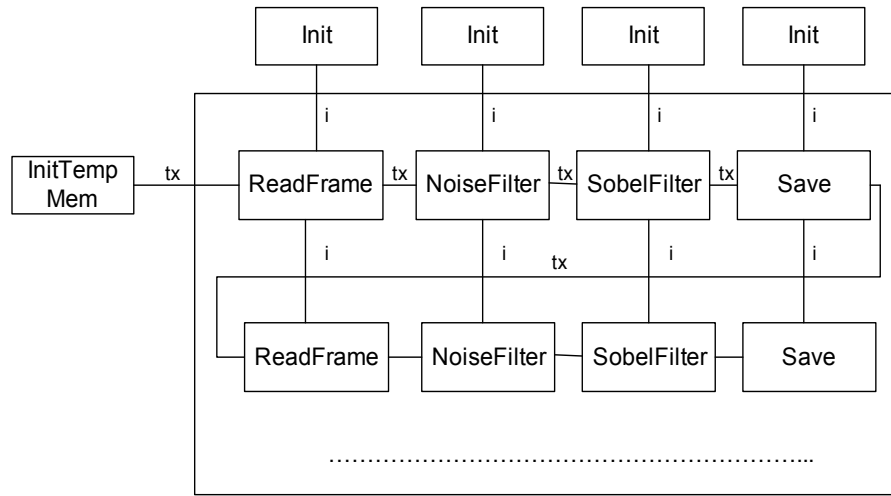 Init
Init
Init
Init
i
i
i
i
InitTemp
Mem
tx
ReadFrame
tx
NoiseFilter
tx
SobelFilter
tx
Save
i
i
i
i
tx
ReadFrame
NoiseFilter
SobelFilter
Save
……………………………………………………...